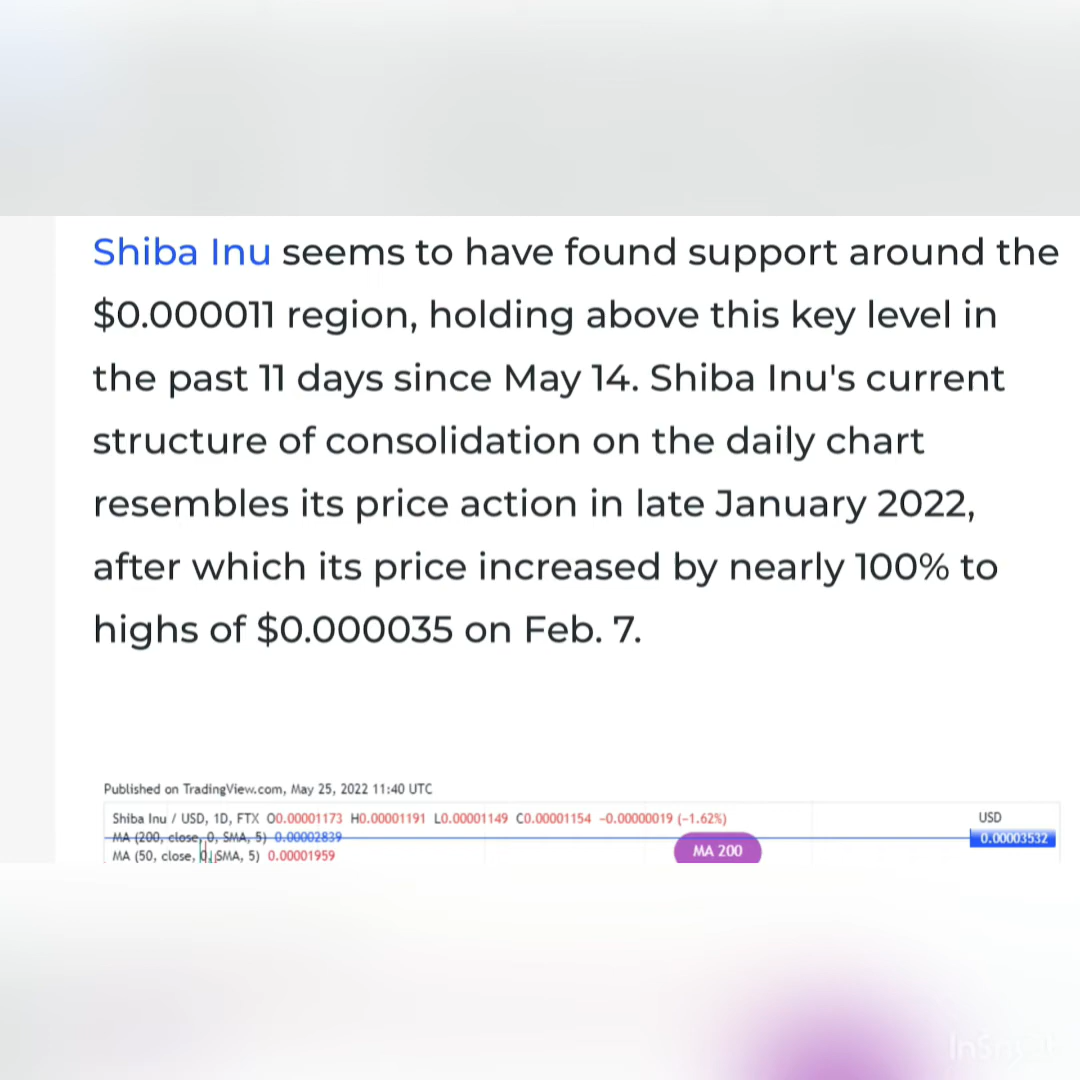 Shiba Inu seems to have found support around the
$0.000011 region, holding above this key level in
the past 11 days since May 14. Shiba Inu's current
structure of consolidation on the daily chart
resembles its price action in late January 2022,
after which its price increased by nearly 100% to
highs of $0.000035 on Feb. 7.
Published on TradingView.com, May 25, 2022 11:40 UTC
Shiba Inu / USD, 1D, FTX O0.00001173 H0.00001191 L0.00001149 C0.00001154 −0.00000019 (−1.62%) USD
MA (200, close, 0, SMA, 5) 0.00002839 0.00003532
MA (50, close, 0, SMA, 5) 0.00001959 MA 200